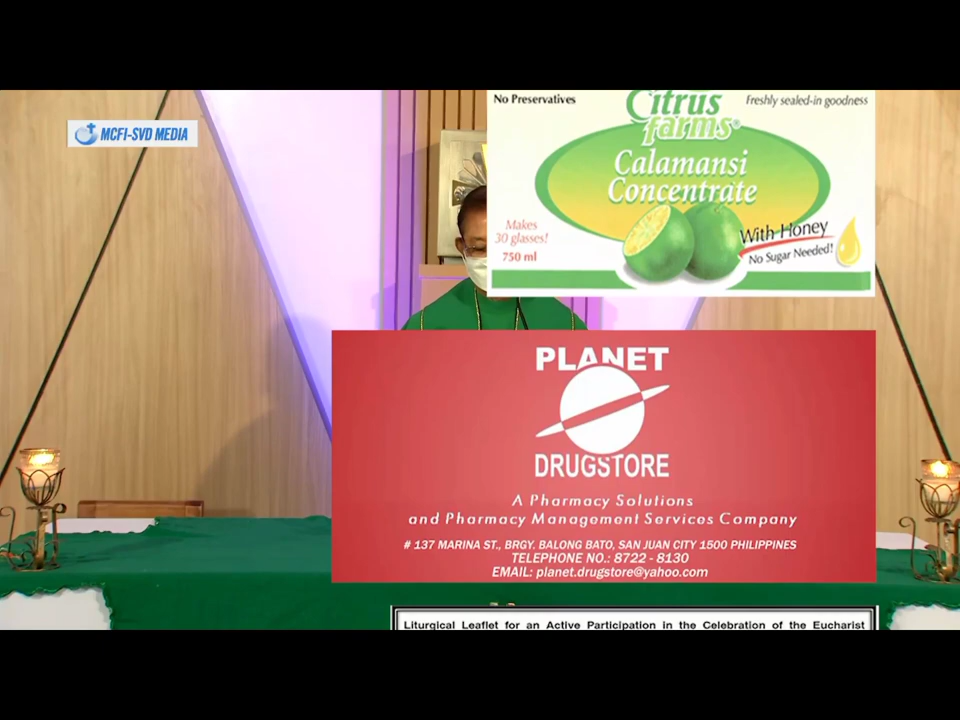 MCFI-SVD MEDIA
No Preservatives
Citrus
farms®
Freshly sealed-in goodness
Calamansi
Concentrate
Makes
30 glasses!
750 ml
With Honey
No Sugar Needed!
PLANET
DRUGSTORE
A Pharmacy Solutions
and Pharmacy Management Services Company
# 137 MARINA ST., BRGY. BALONG BATO, SAN JUAN CITY 1500 PHILIPPINES
TELEPHONE NO.: 8722 - 8130
EMAIL: planet.drugstore@yahoo.com
Liturgical Leaflet for an Active Participation in the Celebration of the Eucharist